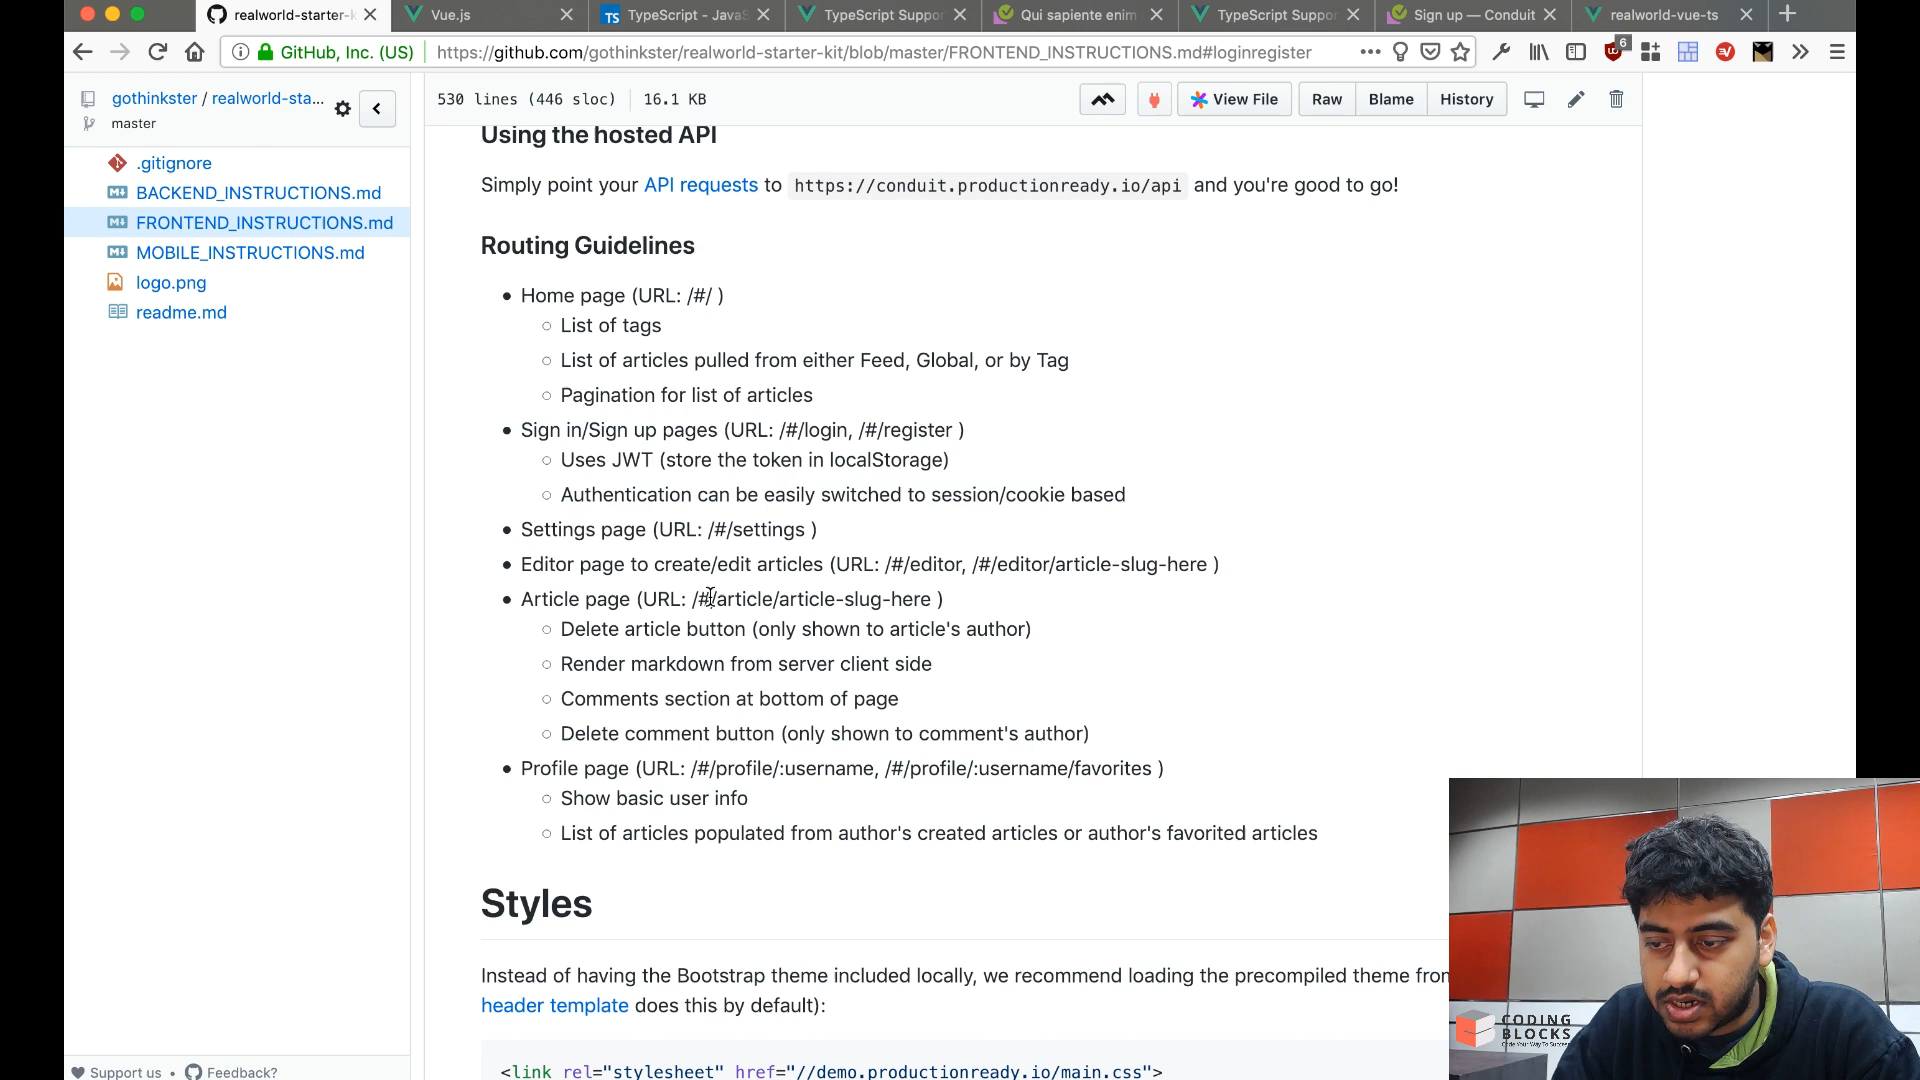 realworld-starter-k
Vue.js
TS TypeScript - JavaS
TypeScript Suppo
Qui sapiente enim
TypeScript Suppo
Sign up — Conduit
realworld-vue-ts
GitHub, Inc. (US)
https://github.com/gothinkster/realworld-starter-kit/blob/master/FRONTEND_INSTRUCTIONS.md#loginregister
6
gothinkster / realworld-sta...
master
530 lines (446 sloc)
16.1 KB
View File
Raw
Blame
History
.gitignore
BACKEND_INSTRUCTIONS.md
FRONTEND_INSTRUCTIONS.md
MOBILE_INSTRUCTIONS.md
logo.png
readme.md
Using the hosted API
Simply point your API requests to https://conduit.productionready.io/api and you're good to go!
Routing Guidelines
Home page (URL: /#/ )
List of tags
List of articles pulled from either Feed, Global, or by Tag
Pagination for list of articles
Sign in/Sign up pages (URL: /#/login, /#/register )
Uses JWT (store the token in localStorage)
Authentication can be easily switched to session/cookie based
Settings page (URL: /#/settings )
Editor page to create/edit articles (URL: /#/editor, /#/editor/article-slug-here )
Article page (URL: /#/article/article-slug-here )
Delete article button (only shown to article's author)
Render markdown from server client side
Comments section at bottom of page
Delete comment button (only shown to comment's author)
Profile page (URL: /#/profile/:username, /#/profile/:username/favorites )
Show basic user info
List of articles populated from author's created articles or author's favorited articles
Styles
Instead of having the Bootstrap theme included locally, we recommend loading the precompiled theme from
header template does this by default):
<link rel="stylesheet" href="//demo.productionready.io/main.css">
Support us • Feedback?
CODING
BLOCKS
Code Your Way To Success